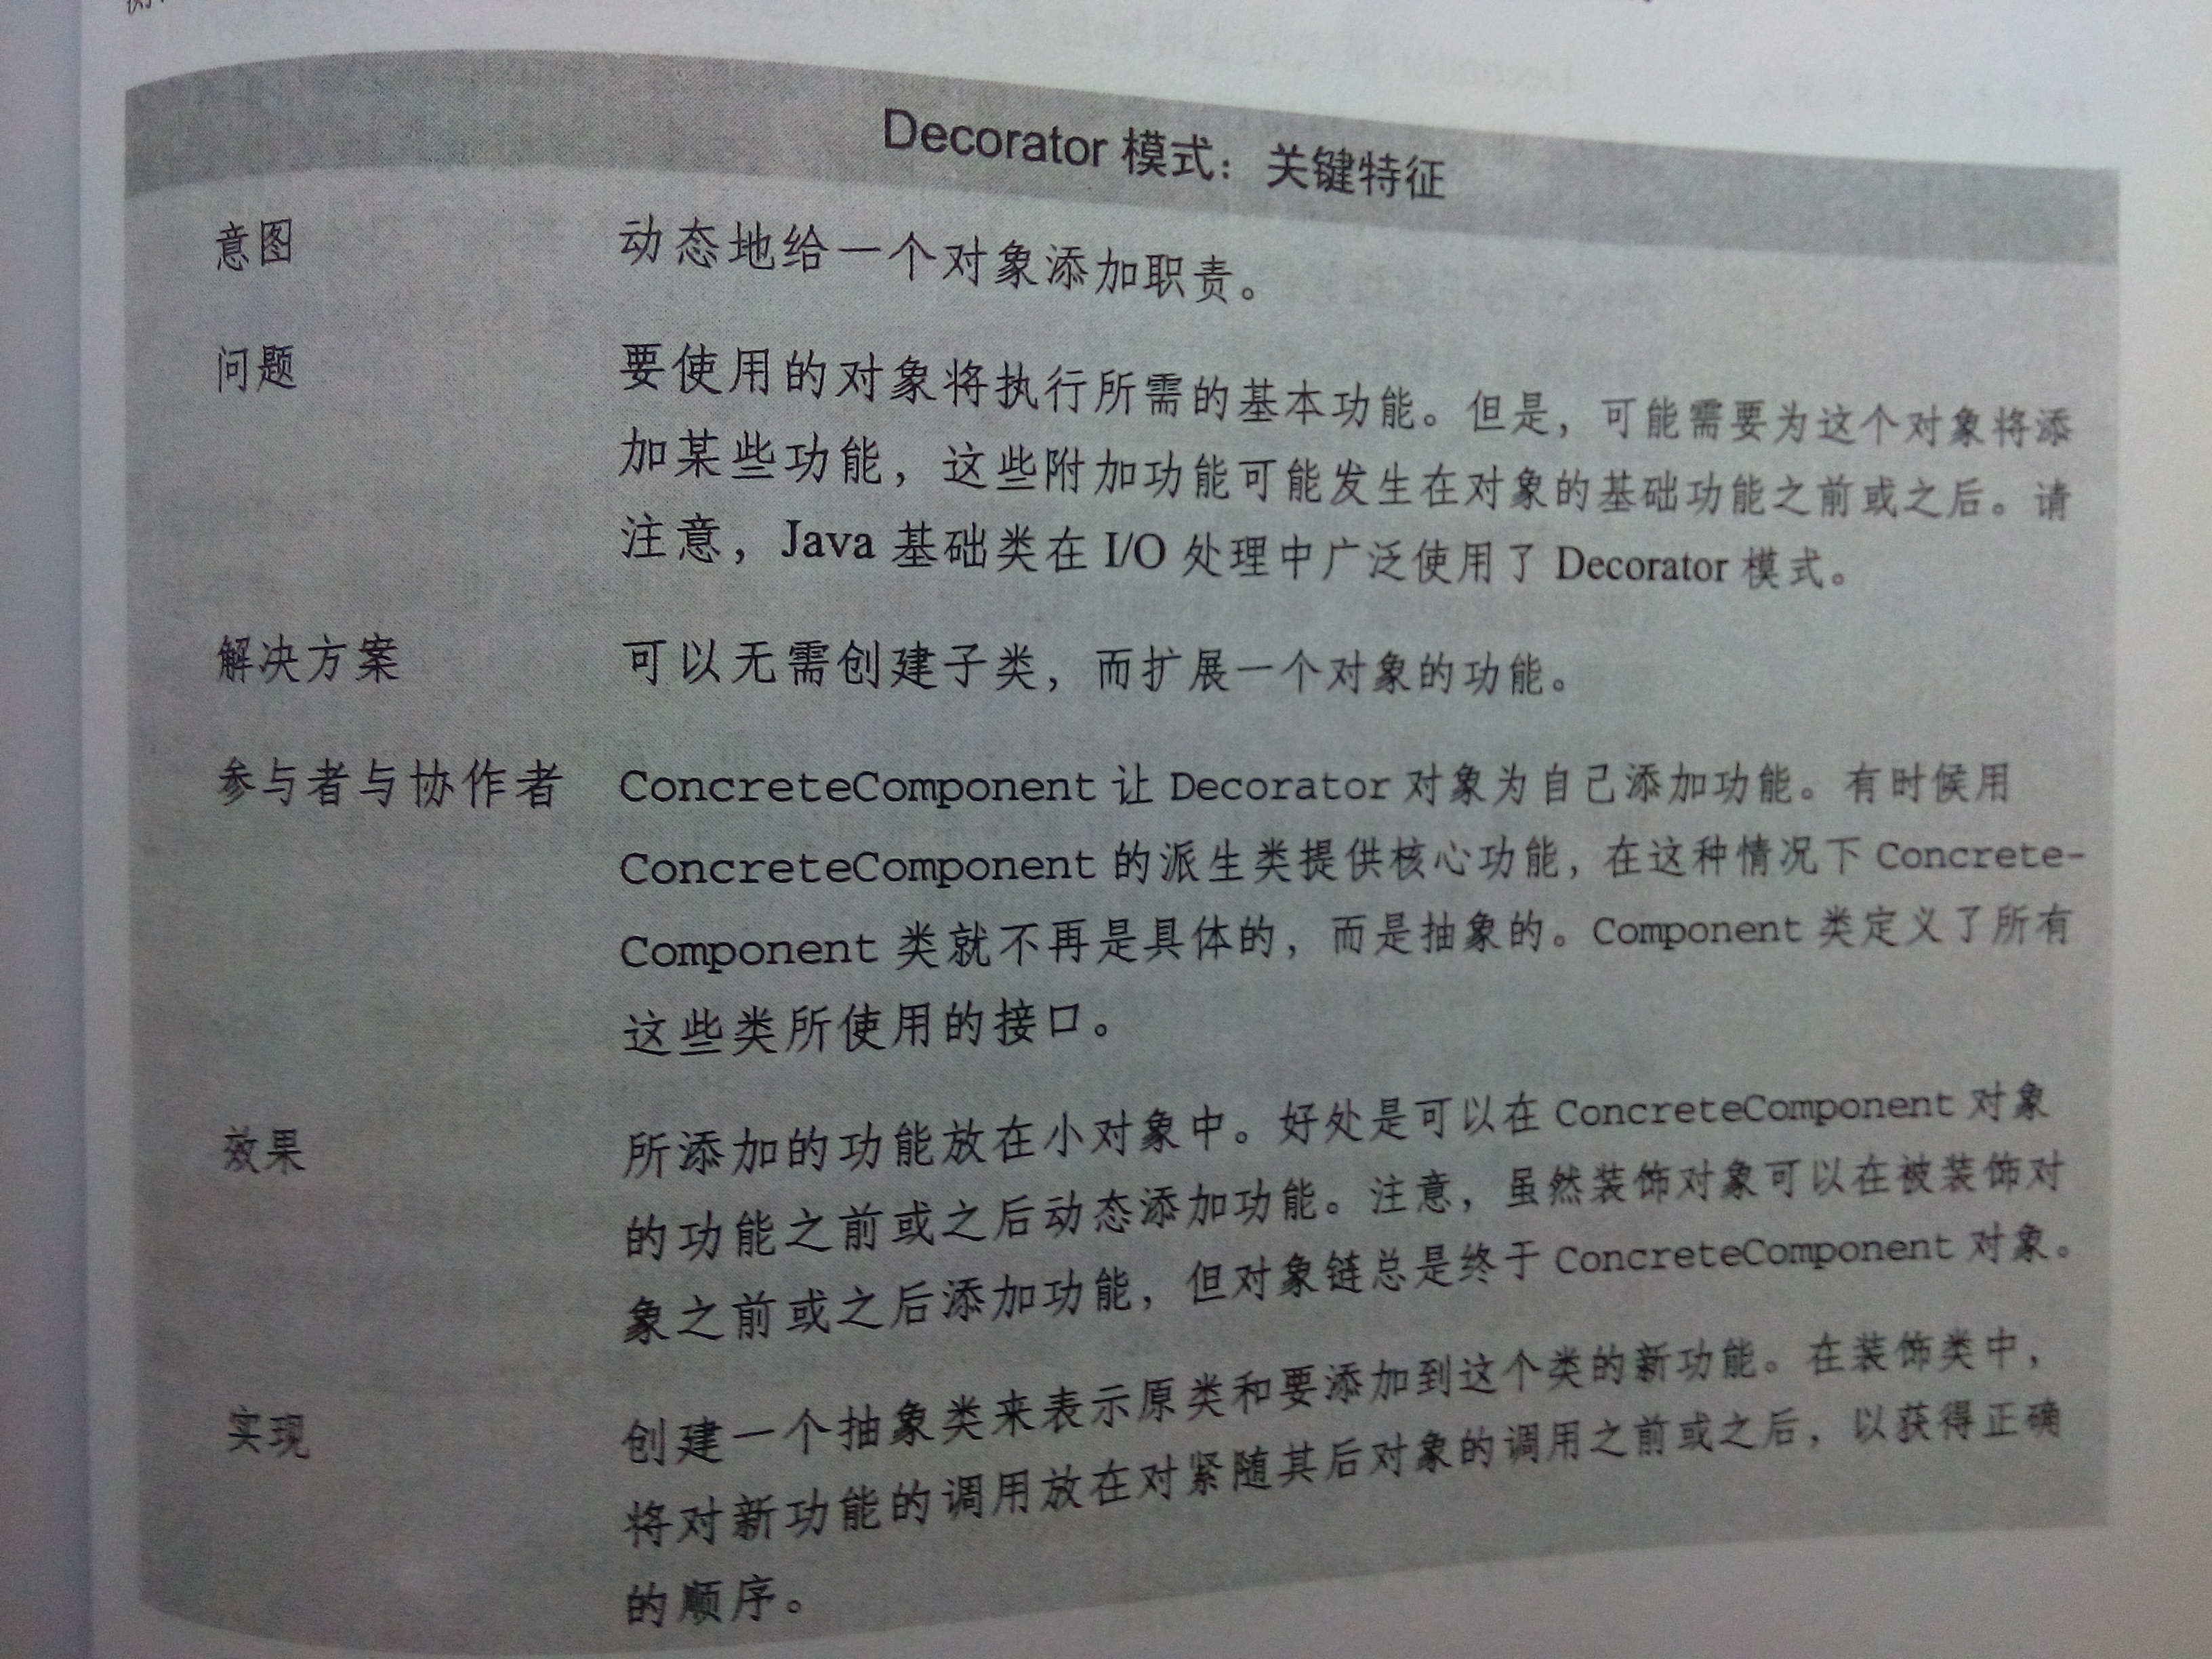 Decorator 模式：关键特征
意图 动态地给一个对象添加职责。
问题 要使用的对象将执行所需的基本功能。但是，可能需要为这个对象将添
加某些功能，这些附加功能可能发生在对象的基础功能之前或之后。请
注意，Java 基础类在 I/O 处理中广泛使用了 Decorator 模式。
解决方案 可以无需创建子类，而扩展一个对象的功能。
参与者与协作者 ConcreteComponent 让 Decorator 对象为自己添加功能。有时候用
ConcreteComponent 的派生类提供核心功能，在这种情况下 Concrete-
Component 类就不再是具体的，而是抽象的。Component 类定义了所有
这些类所使用的接口。
效果 所添加的功能放在小对象中。好处是可以在 ConcreteComponent 对象
的功能之前或之后动态添加功能。注意，虽然装饰对象可以在被装饰对
象之前或之后添加功能，但对象链总是终于 ConcreteComponent 对象。
实现 创建一个抽象类来表示原类和要添加到这个类的新功能。在装饰类中，
将对新功能的调用放在对紧随其后对象的调用之前或之后，以获得正确
的顺序。